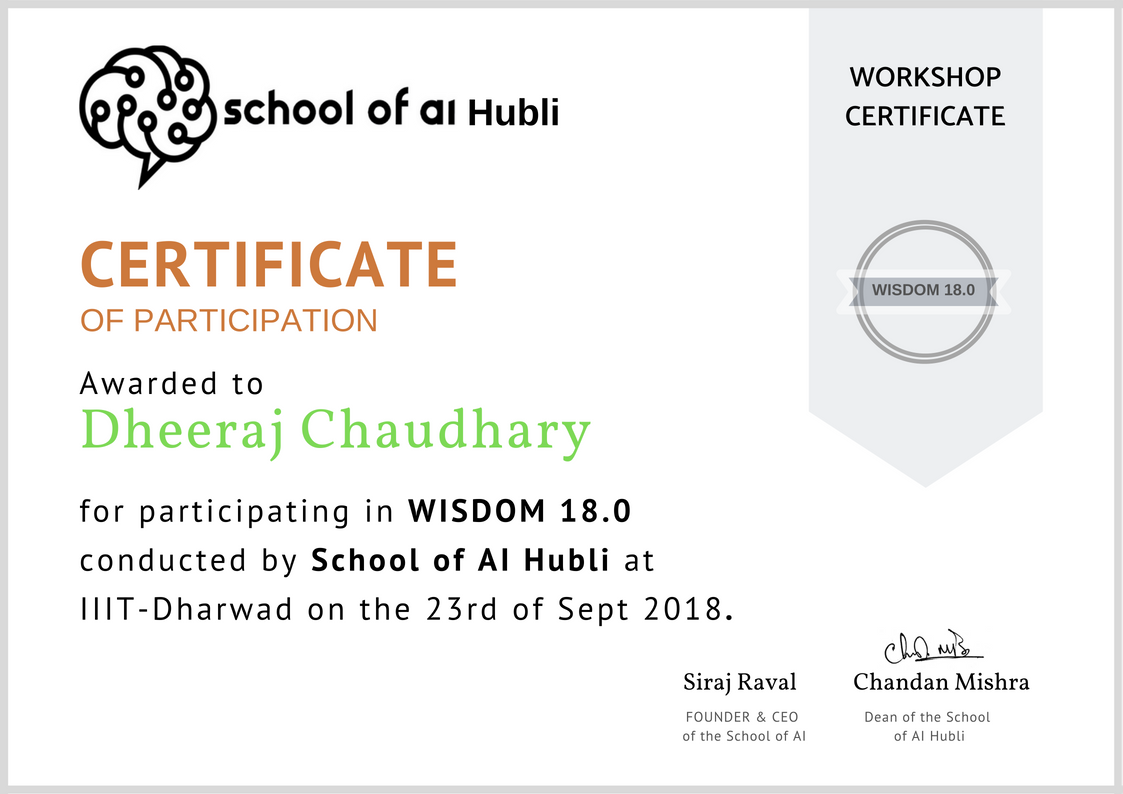 school of ai Hubli
WORKSHOP
CERTIFICATE
WISDOM 18.0
CERTIFICATE
OF PARTICIPATION
Awarded to
Dheeraj Chaudhary
for participating in WISDOM 18.0
conducted by School of AI Hubli at
IIIT-Dharwad on the 23rd of Sept 2018.
Siraj Raval
FOUNDER & CEO
of the School of AI
Chandan Mishra
Dean of the School
of AI Hubli